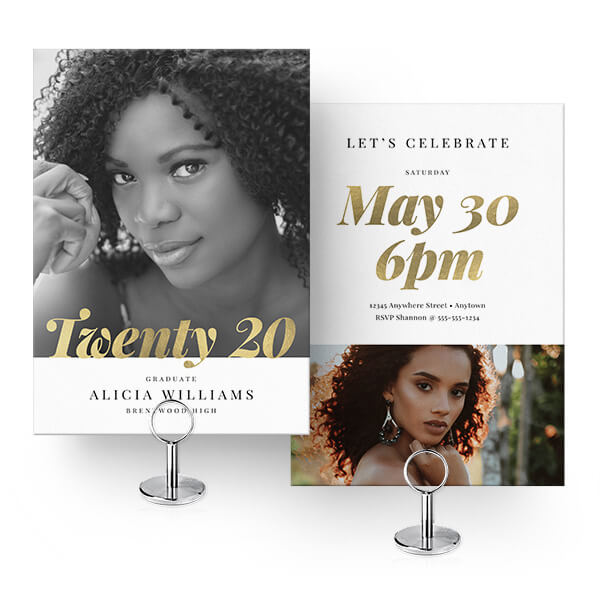 Twenty 20
GRADUATE
ALICIA WILLIAMS
BRENTWOOD HIGH
LET'S CELEBRATE
SATURDAY
May 30
6pm
12345 Anywhere Street • Anytown
RSVP Shannon @ 555-555-1234